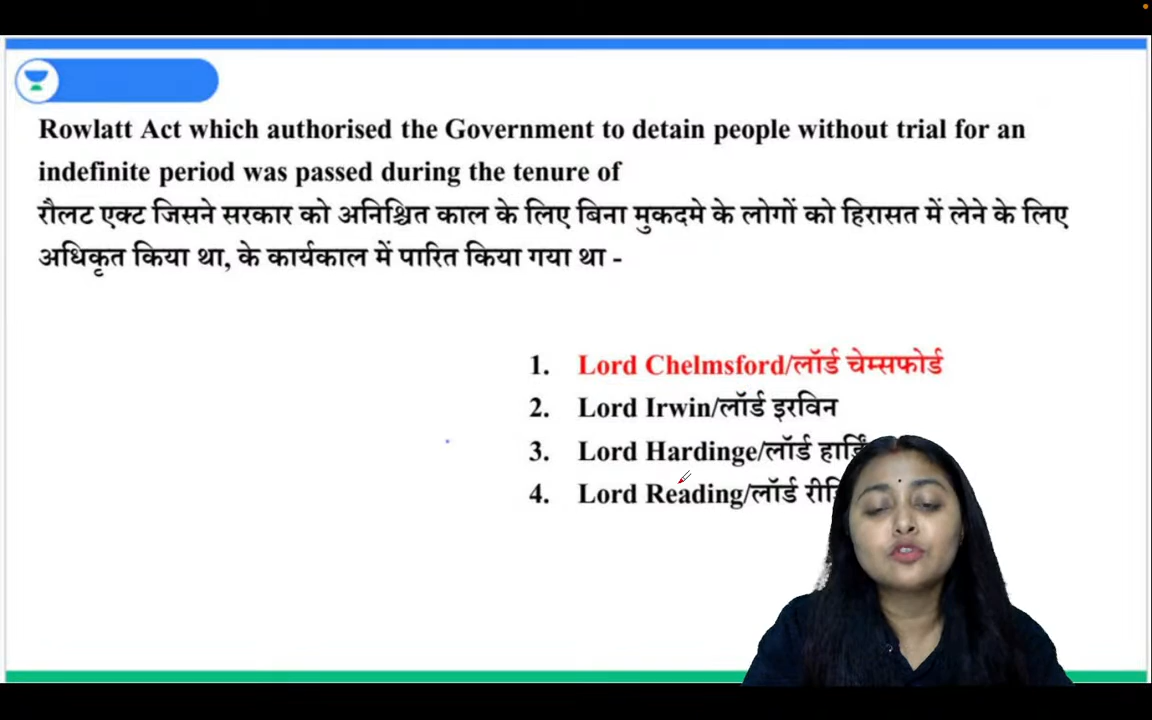 Rowlatt Act which authorised the Government to detain people without trial for an
indefinite period was passed during the tenure of
रौलट एक्ट जिसने सरकार को अनिश्चित काल के लिए बिना मुकदमे के लोगों को हिरासत में लेने के लिए
अधिकृत किया था, के कार्यकाल में पारित किया गया था -
1. Lord Chelmsford/लॉर्ड चेम्सफोर्ड
2. Lord Irwin/लॉर्ड इरविन
3. Lord Hardinge/लॉर्ड
4. Lord Reading/लॉर्ड